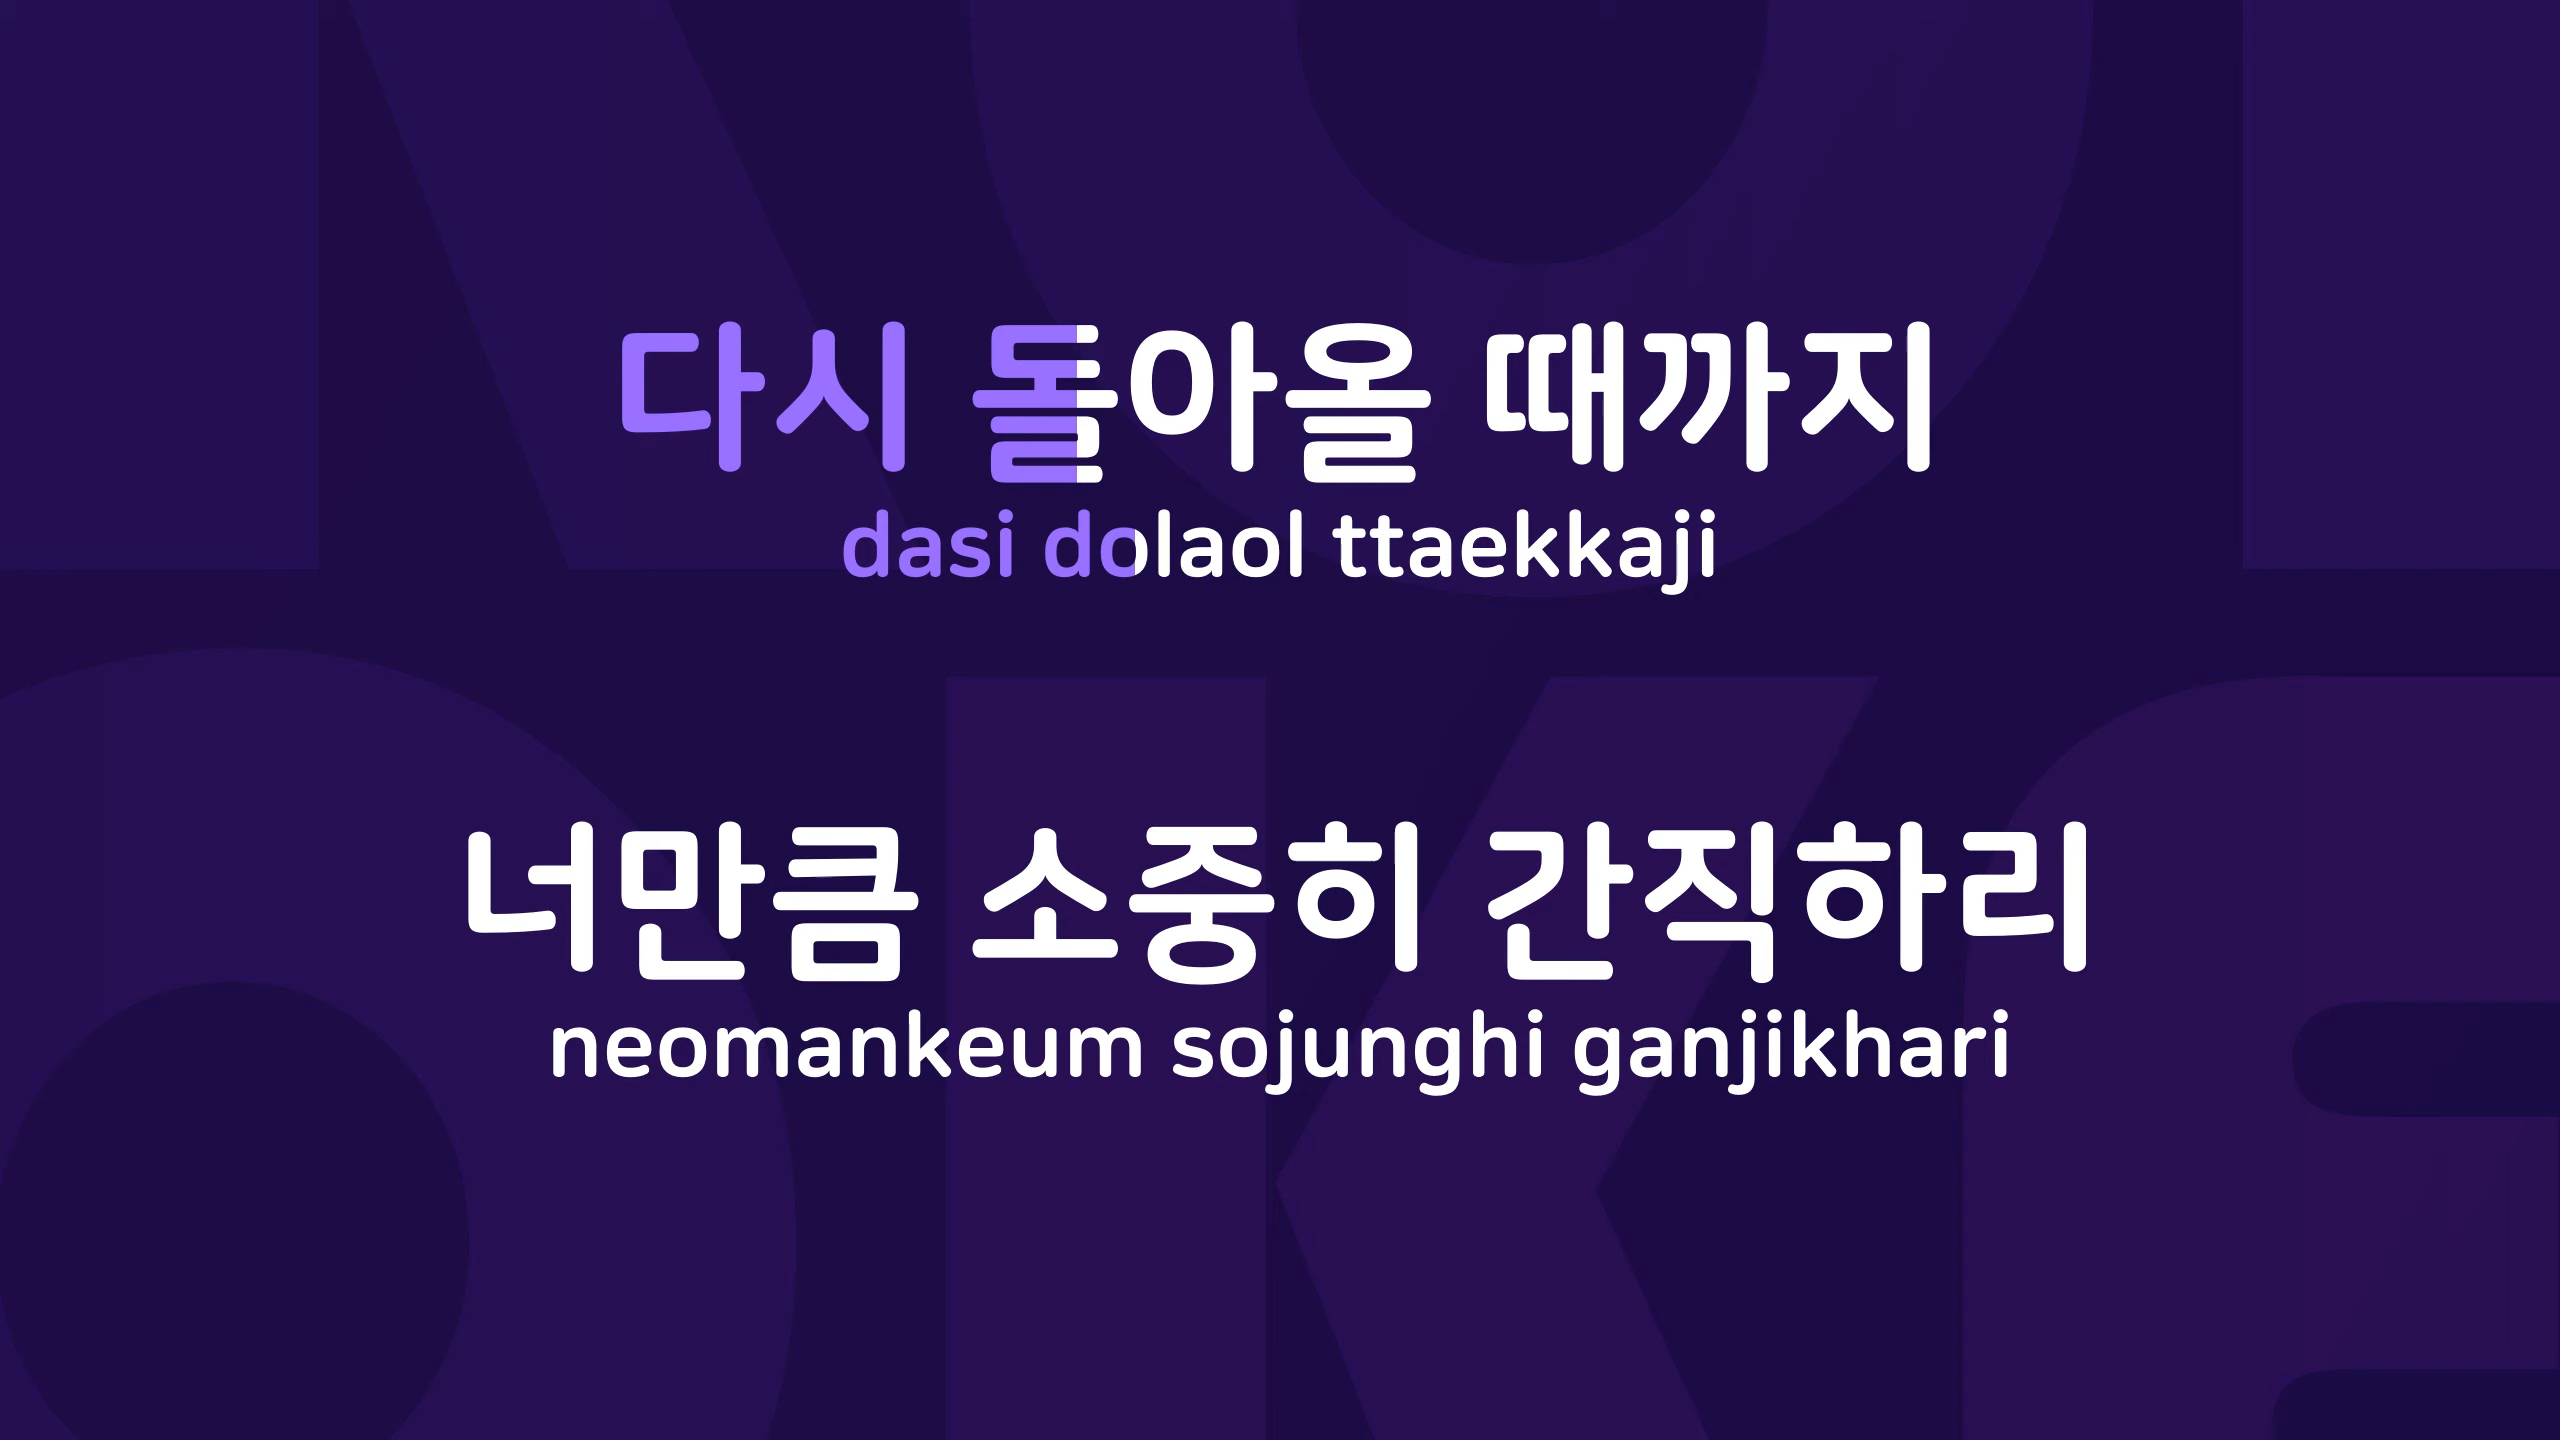 다시 돌아올 때까지
dasi dolaol ttaekkaji
너만큼 소중히 간직하리
neomankeum sojunghi ganjikhari